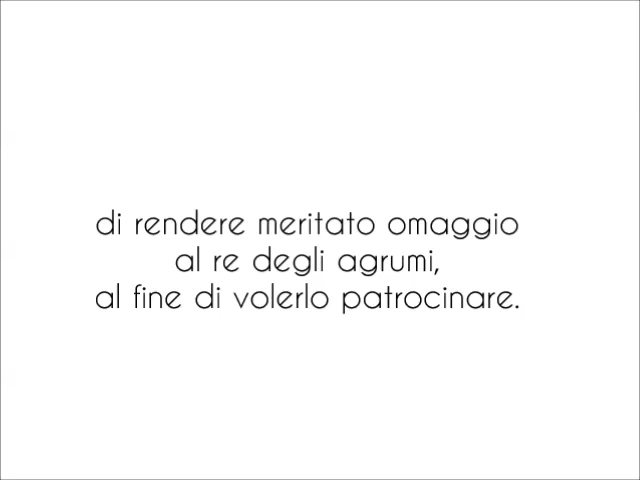 di rendere meritato omaggio
al re degli agrumi,
al fine di volerlo patrocinare.